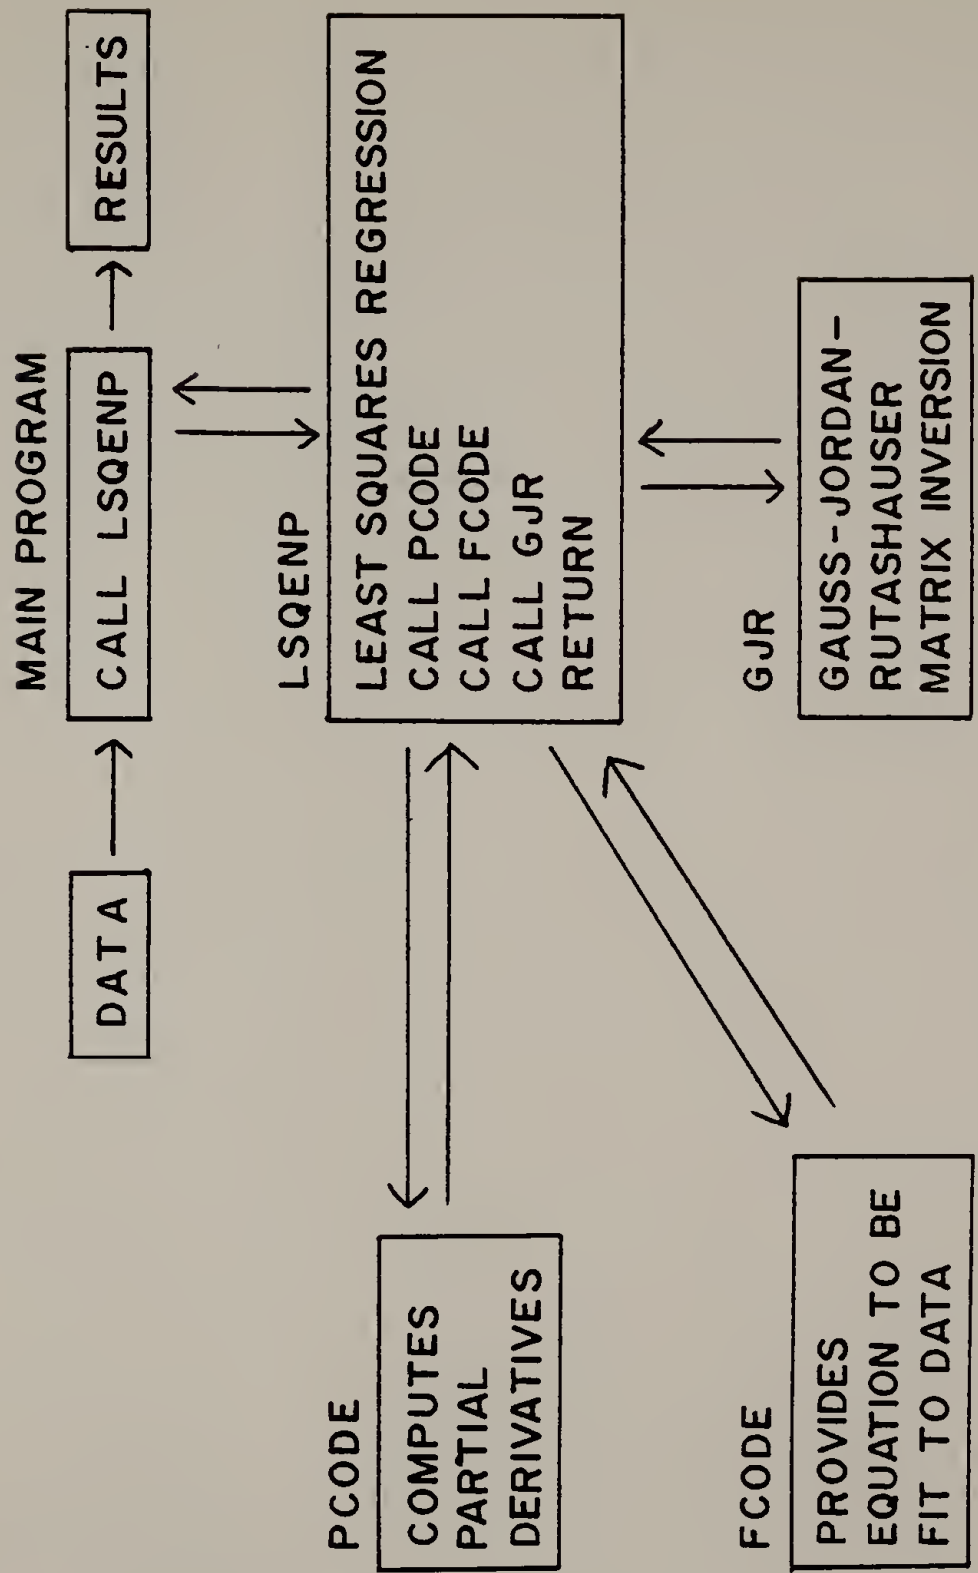 MAIN PROGRAM
DATA
CALL LSQENP
RESULTS
LSQENP
LEAST SQUARES REGRESSION
CALL PCODE
CALL FCODE
CALL GJR
RETURN
PCODE
COMPUTES
PARTIAL
DERIVATIVES
FCODE
PROVIDES
EQUATION TO BE
FIT TO DATA
GJR
GAUSS-JORDAN-
RUTASHAUSER
MATRIX INVERSION